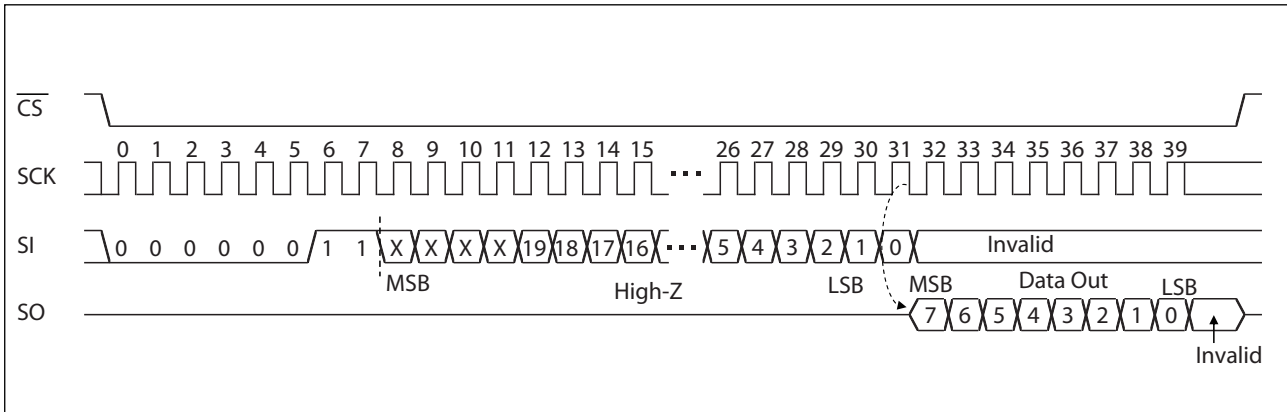 CS
0 1 2 3 4 5 6 7 8 9 10 11 12 13 14 15 26 27 28 29 30 31 32 33 34 35 36 37 38 39
SCK
SI 0 0 0 0 0 0 1 1 X X X X 19 18 17 16 5 4 3 2 1 0 Invalid
MSB High-Z LSB MSB Data Out LSB
SO 7 6 5 4 3 2 1 0
Invalid